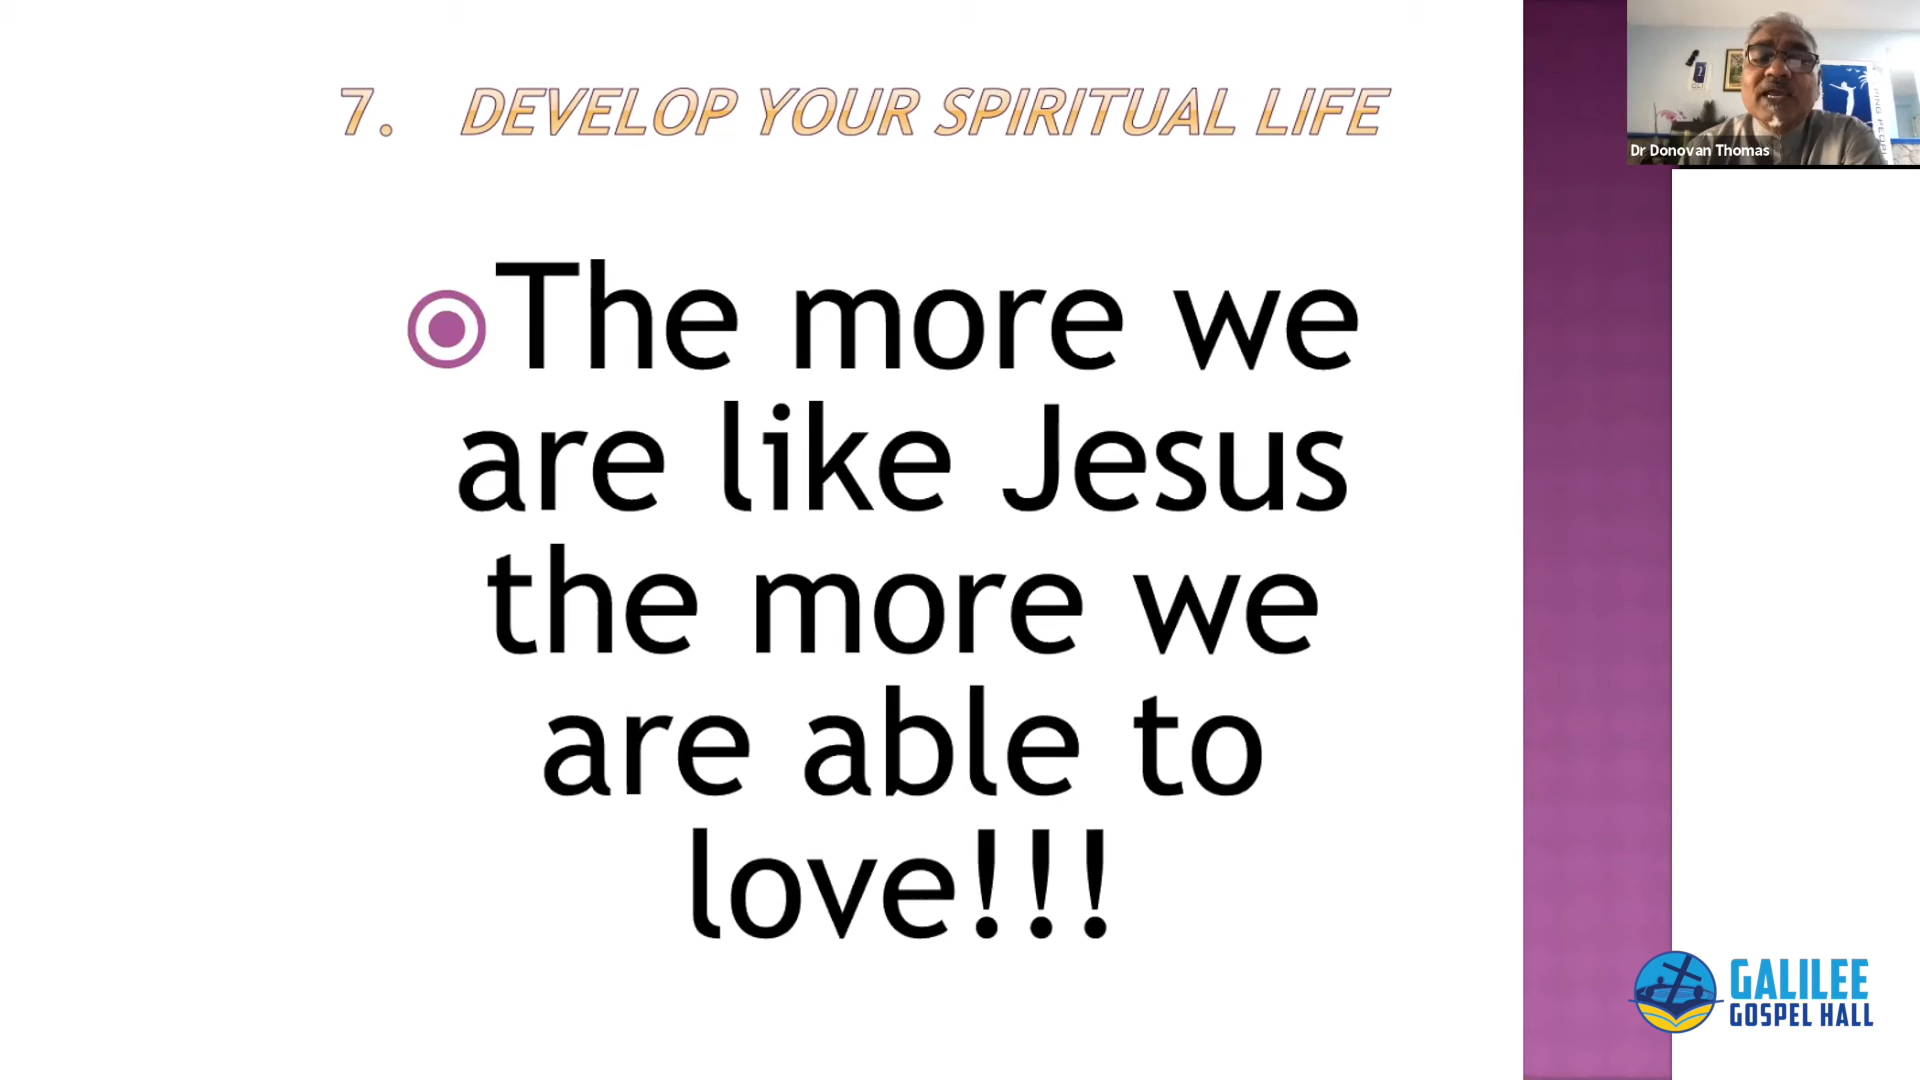 7. DEVELOP YOUR SPIRITUAL LIFE
The more we
are like Jesus
the more we
are able to
love!!!
Dr Donovan Thomas
GALILEE
GOSPEL HALL